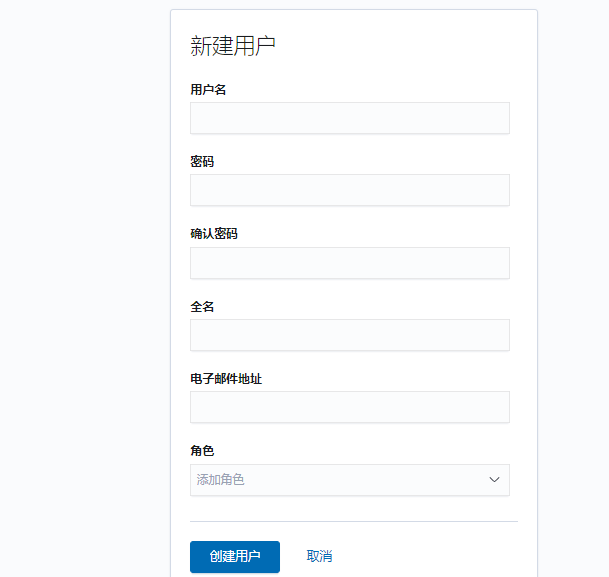 新建用户
用户名
密码
确认密码
全名
电子邮件地址
角色
添加角色
创建用户 取消